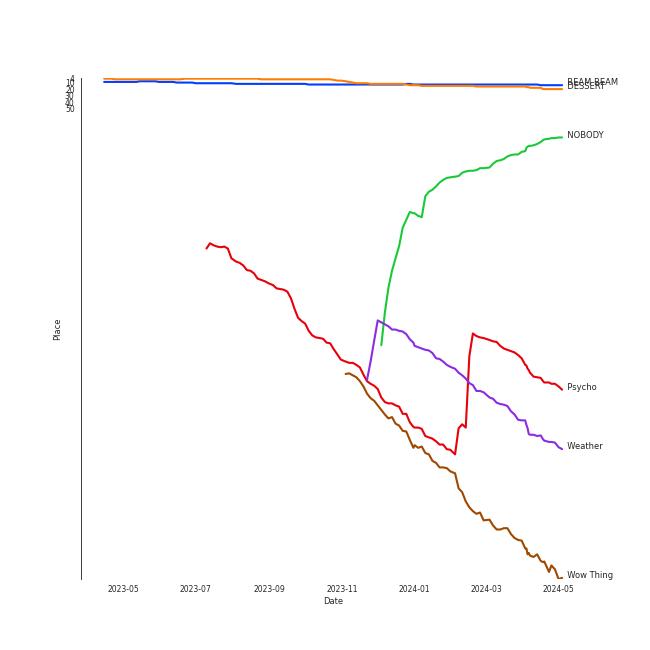 4
10
20
30
40
50
BEAM BEAM
DESSERT
NOBODY
Psycho
Weather
Wow Thing
Place
2023-05
2023-07
2023-09
2023-11
2024-01
2024-03
2024-05
Date